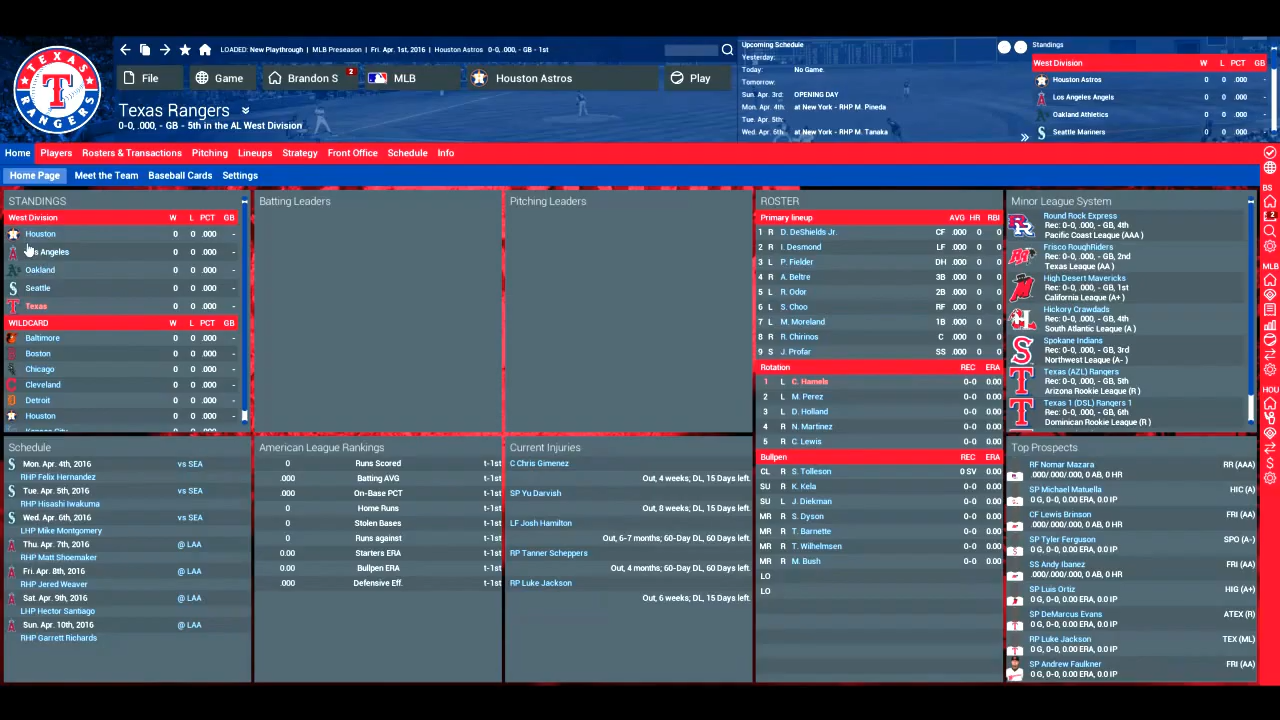 TEXAS RANGERS
LOADED: New Playthrough | MLB Preseason | Fri. Apr. 1st, 2016 | Houston Astros 0-0, .000, - GB - 1st
File
Game
Brandon S 2
MLB
Houston Astros
Play
Texas Rangers
0-0, .000, - GB - 5th in the AL West Division
Upcoming Schedule
Yesterday:
Today: No Game.
Tomorrow:
Sun. Apr. 3rd: OPENING DAY
Mon. Apr. 4th: at New York - RHP M. Pineda
Tue. Apr. 5th:
Wed. Apr. 6th: at New York - RHP M. Tanaka
Standings
West Division W L PCT GB
Houston Astros 0 0 .000 -
Los Angeles Angels 0 0 .000 -
Oakland Athletics 0 0 .000 -
Seattle Mariners 0 0 .000 -
Home Players Rosters & Transactions Pitching Lineups Strategy Front Office Schedule Info
Home Page Meet the Team Baseball Cards Settings
STANDINGS
West Division W L PCT GB
Houston 0 0 .000 -
os Angeles 0 0 .000 -
Oakland 0 0 .000 -
Seattle 0 0 .000 -
Texas 0 0 .000 -
WILDCARD W L PCT GB
Baltimore 0 0 .000 -
Boston 0 0 .000 -
Chicago 0 0 .000 -
Cleveland 0 0 .000 -
Detroit 0 0 .000 -
Houston 0 0 .000 -
Batting Leaders
Pitching Leaders
ROSTER
Primary lineup AVG HR RBI
1 R D. DeShields Jr. CF .000 0 0
2 R I. Desmond LF .000 0 0
3 L P. Fielder DH .000 0 0
4 R A. Beltre 3B .000 0 0
5 L R. Odor 2B .000 0 0
6 L S. Choo RF .000 0 0
7 L M. Moreland 1B .000 0 0
8 R R. Chirinos C .000 0 0
9 S J. Profar SS .000 0 0
Rotation REC ERA
1 L C. Hamels 0-0 0.00
2 L M. Perez 0-0 0.00
3 L D. Holland 0-0 0.00
4 R N. Martinez 0-0 0.00
5 R C. Lewis 0-0 0.00
Bullpen REC ERA
CL R S. Tolleson 0 SV 0.00
SU R K. Kela 0-0 0.00
SU L J. Diekman 0-0 0.00
MR R S. Dyson 0-0 0.00
MR R T. Barnette 0-0 0.00
MR R T. Wilhelmsen 0-0 0.00
MR R M. Bush 0-0 0.00
LO
LO
Minor League System
Round Rock Express
Rec: 0-0, .000, - GB, 4th
Pacific Coast League (AAA )
Frisco RoughRiders
Rec: 0-0, .000, - GB, 2nd
Texas League (AA )
High Desert Mavericks
Rec: 0-0, .000, - GB, 1st
California League (A+ )
Hickory Crawdads
Rec: 0-0, .000, - GB, 4th
South Atlantic League (A )
Spokane Indians
Rec: 0-0, .000, - GB, 3rd
Northwest League (A- )
Texas (AZL) Rangers
Rec: 0-0, .000, - GB, 5th
Arizona Rookie League (R )
Texas 1 (DSL) Rangers 1
Rec: 0-0, .000, - GB, 6th
Dominican Rookie League (R )
Schedule
Mon. Apr. 4th, 2016 vs SEA
RHP Felix Hernandez
Tue. Apr. 5th, 2016 vs SEA
RHP Hisashi Iwakuma
Wed. Apr. 6th, 2016 vs SEA
LHP Mike Montgomery
Thu. Apr. 7th, 2016 @ LAA
RHP Matt Shoemaker
Fri. Apr. 8th, 2016 @ LAA
RHP Jered Weaver
Sat. Apr. 9th, 2016 @ LAA
LHP Hector Santiago
Sun. Apr. 10th, 2016 @ LAA
RHP Garrett Richards
American League Rankings
0 Runs Scored t-1st
.000 Batting AVG t-1st
.000 On-Base PCT t-1st
0 Home Runs t-1st
0 Stolen Bases t-1st
0 Runs against t-1st
0.00 Starters ERA t-1st
0.00 Bullpen ERA t-1st
.000 Defensive Eff. t-1st
Current Injuries
C Chris Gimenez
Out, 4 weeks; DL, 15 Days left.
SP Yu Darvish
Out, 8 weeks; DL, 15 Days left.
LF Josh Hamilton
Out, 6-7 months; 60-Day DL, 60 Days left.
RP Tanner Scheppers
Out, 4 months; 60-Day DL, 60 Days left.
RP Luke Jackson
Out, 6 weeks; DL, 15 Days left.
Top Prospects
RF Nomar Mazara RR (AAA)
.000/.000/.000, 0 AB, 0 HR
SP Michael Matuella HIC (A)
0 G, 0-0, 0.00 ERA, 0.0 IP
CF Lewis Brinson FRI (AA)
.000/.000/.000, 0 AB, 0 HR
SP Tyler Ferguson SPO (A-)
0 G, 0-0, 0.00 ERA, 0.0 IP
SS Andy Ibanez FRI (AA)
.000/.000/.000, 0 AB, 0 HR
SP Luis Ortiz HIG (A+)
0 G, 0-0, 0.00 ERA, 0.0 IP
SP DeMarcus Evans ATEX (R)
0 G, 0-0, 0.00 ERA, 0.0 IP
RP Luke Jackson TEX (ML)
0 G, 0-0, 0.00 ERA, 0.0 IP
SP Andrew Faulkner FRI (AA)
0 G, 0-0, 0.00 ERA, 0.0 IP
BS
2
MLB
HOU